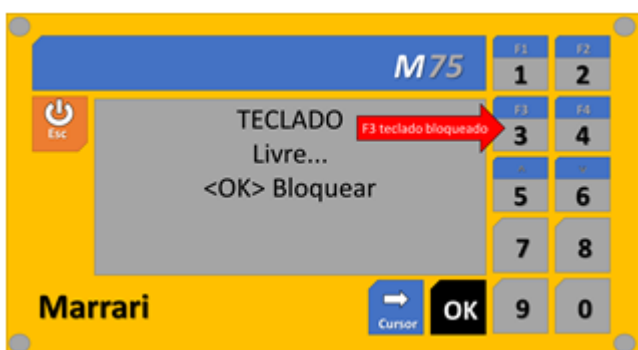 M75
F1
F2
1
2
Esc
TECLADO
Livre...
<OK> Bloquear
F3 teclado bloqueado
F3
F4
3
4
5
6
7
8
Marrari
Cursor
OK
9
0